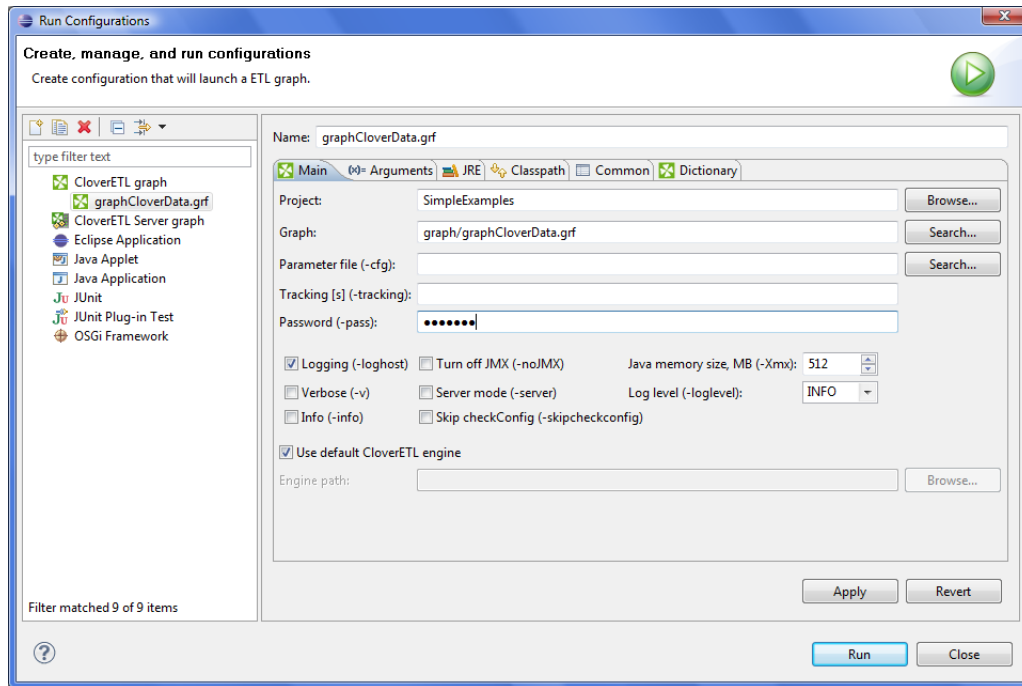 Run Configurations
Create, manage, and run configurations
Create configuration that will launch a ETL graph.
type filter text
CloverETL graph
graphCloverData.grf
CloverETL Server graph
Eclipse Application
Java Applet
Java Application
JUnit
JUnit Plug-in Test
OSGi Framework
Filter matched 9 of 9 items
Name: graphCloverData.grf
Main (x)= Arguments JRE Classpath Common Dictionary
Project: SimpleExamples Browse...
Graph: graph/graphCloverData.grf Search...
Parameter file (-cfg): Search...
Tracking [s] (-tracking):
Password (-pass): •••••••
Logging (-loghost) Turn off JMX (-noJMX) Java memory size, MB (-Xmx): 512
Verbose (-v) Server mode (-server) Log level (-loglevel): INFO
Info (-info) Skip checkConfig (-skipcheckconfig)
Use default CloverETL engine
Engine path: Browse...
Apply Revert
Run Close